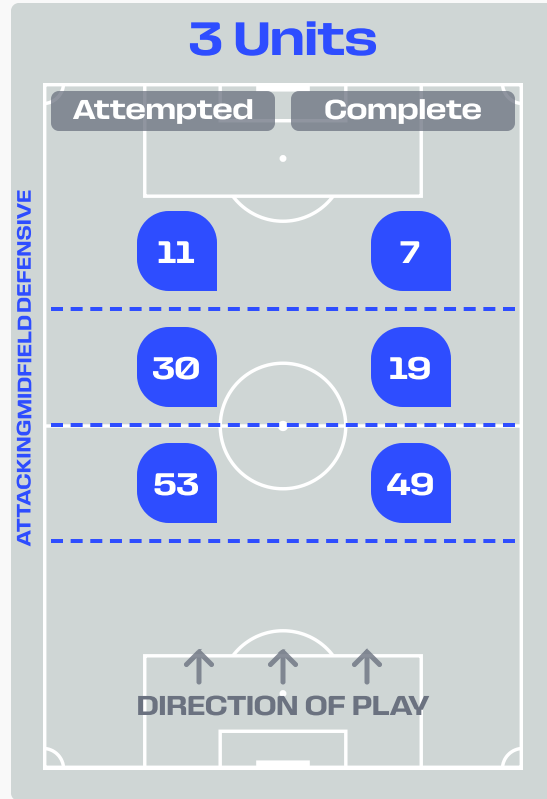 3 Units
Attempted Complete
DEFENSIVE
11 7
MIDFIELD
30 19
ATTACKING
53 49
DIRECTION OF PLAY